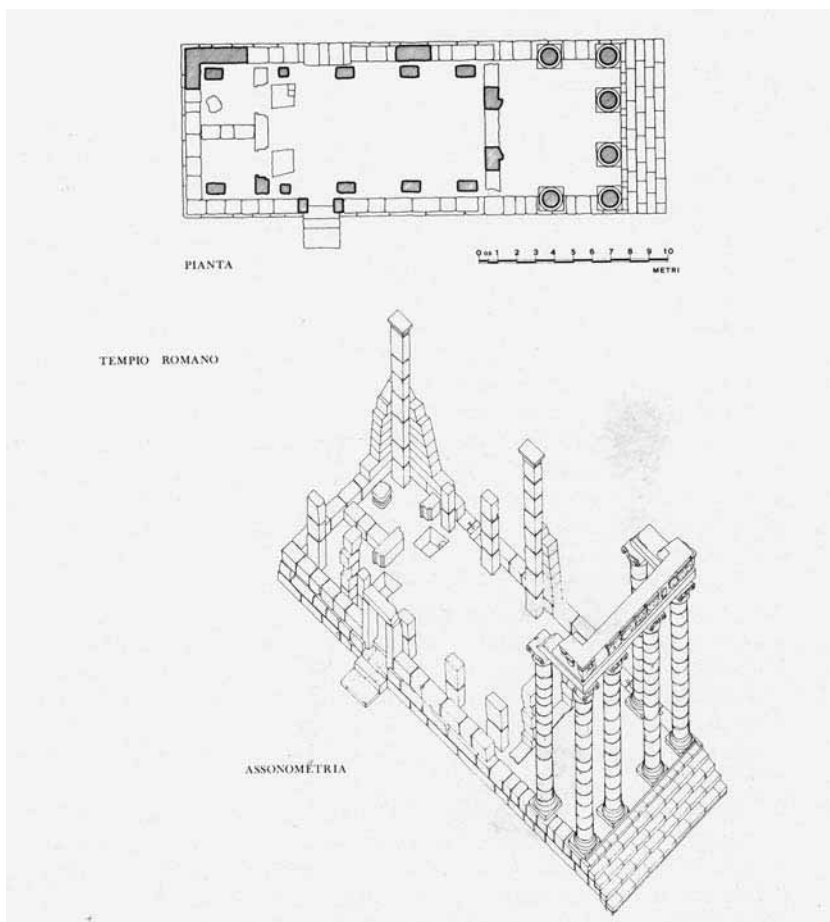 PIANTA
0 0.5 1 2 3 4 5 6 7 8 9 10
METRI
TEMPIO ROMANO
ASSONOMETRIA